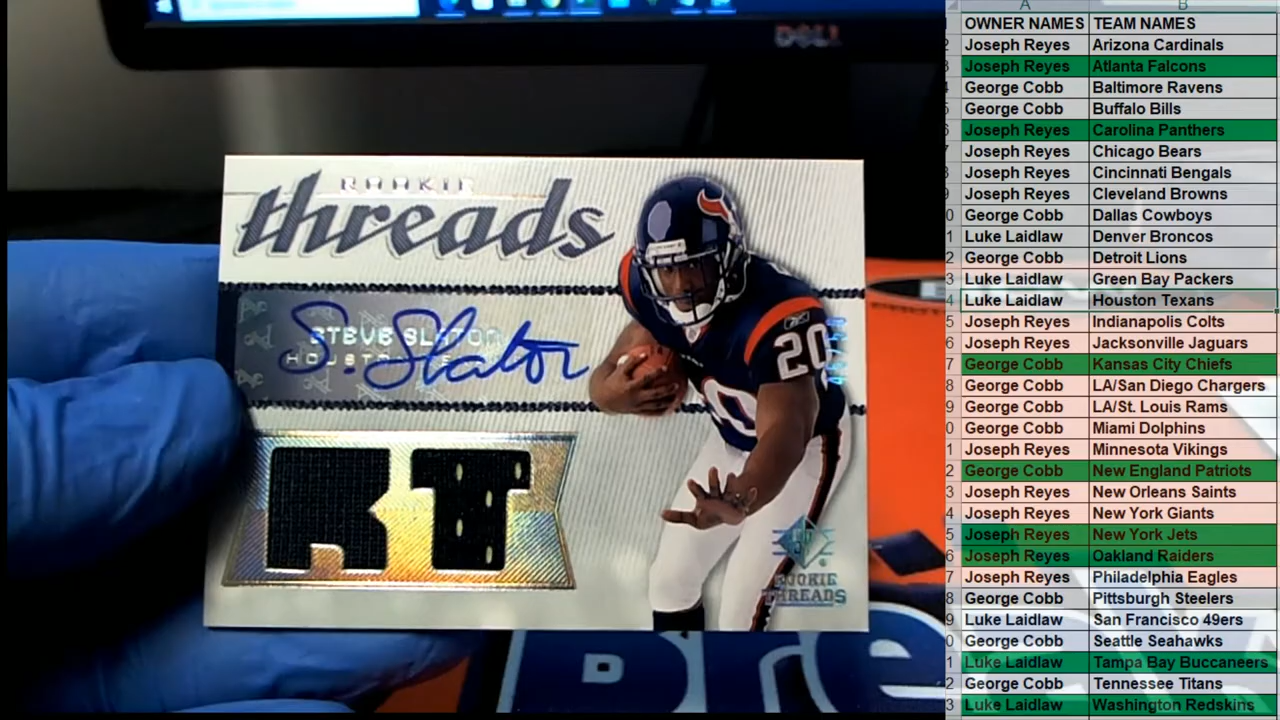 DELL
ROOKIE
threads
STEVE SLATON
S. Slaton
20
20
RT
SP
ROOKIE
THREADS
Bre
A B
OWNER NAMES TEAM NAMES
Joseph Reyes Arizona Cardinals
Joseph Reyes Atlanta Falcons
George Cobb Baltimore Ravens
George Cobb Buffalo Bills
Joseph Reyes Carolina Panthers
Joseph Reyes Chicago Bears
Joseph Reyes Cincinnati Bengals
Joseph Reyes Cleveland Browns
George Cobb Dallas Cowboys
Luke Laidlaw Denver Broncos
George Cobb Detroit Lions
Luke Laidlaw Green Bay Packers
Luke Laidlaw Houston Texans
Joseph Reyes Indianapolis Colts
Joseph Reyes Jacksonville Jaguars
George Cobb Kansas City Chiefs
George Cobb LA/San Diego Chargers
George Cobb LA/St. Louis Rams
George Cobb Miami Dolphins
Joseph Reyes Minnesota Vikings
George Cobb New England Patriots
Joseph Reyes New Orleans Saints
Joseph Reyes New York Giants
Joseph Reyes New York Jets
Joseph Reyes Oakland Raiders
Joseph Reyes Philadelphia Eagles
George Cobb Pittsburgh Steelers
Luke Laidlaw San Francisco 49ers
George Cobb Seattle Seahawks
Luke Laidlaw Tampa Bay Buccaneers
George Cobb Tennessee Titans
Luke Laidlaw Washington Redskins